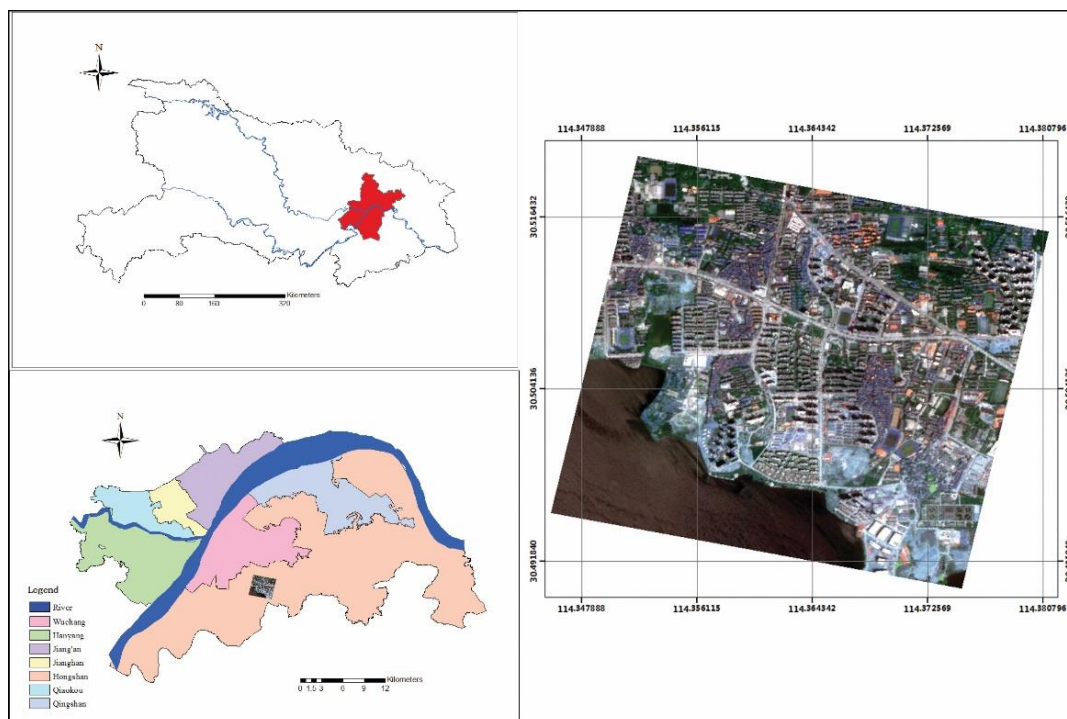 N
Kilometers
0 80 160 320
N
Legend
River
Wuchang
Hanyang
Jiang'an
Jianghan
Hongshan
Qiaokou
Qingshan
Kilometers
0 1.5 3 6 9 12
114.347888 114.356115 114.364342 114.372569 114.380796
30.516432
30.504136
30.491840
114.347888 114.356115 114.364342 114.372569 114.380796